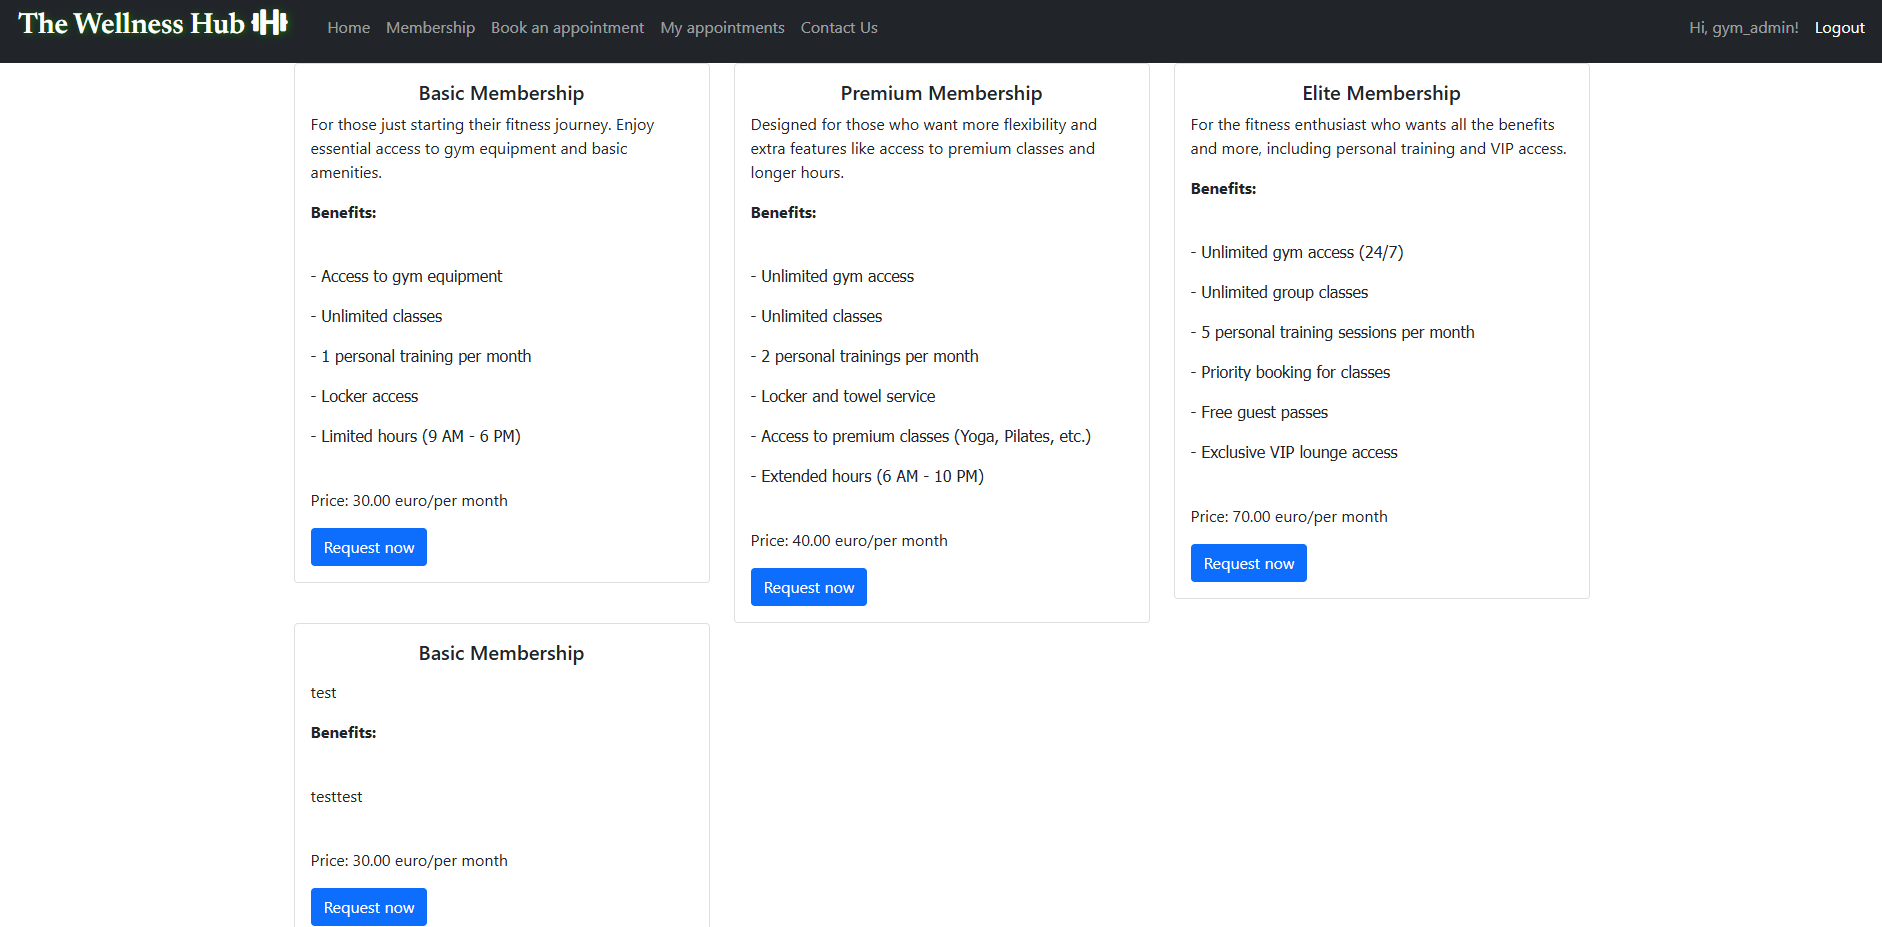 The Wellness Hub
Home Membership Book an appointment My appointments Contact Us
Hi, gym_admin! Logout
Basic Membership
For those just starting their fitness journey. Enjoy
essential access to gym equipment and basic
amenities.
Benefits:
- Access to gym equipment
- Unlimited classes
- 1 personal training per month
- Locker access
- Limited hours (9 AM - 6 PM)
Price: 30.00 euro/per month
Request now
Premium Membership
Designed for those who want more flexibility and
extra features like access to premium classes and
longer hours.
Benefits:
- Unlimited gym access
- Unlimited classes
- 2 personal trainings per month
- Locker and towel service
- Access to premium classes (Yoga, Pilates, etc.)
- Extended hours (6 AM - 10 PM)
Price: 40.00 euro/per month
Request now
Elite Membership
For the fitness enthusiast who wants all the benefits
and more, including personal training and VIP access.
Benefits:
- Unlimited gym access (24/7)
- Unlimited group classes
- 5 personal training sessions per month
- Priority booking for classes
- Free guest passes
- Exclusive VIP lounge access
Price: 70.00 euro/per month
Request now
Basic Membership
test
Benefits:
testtest
Price: 30.00 euro/per month
Request now